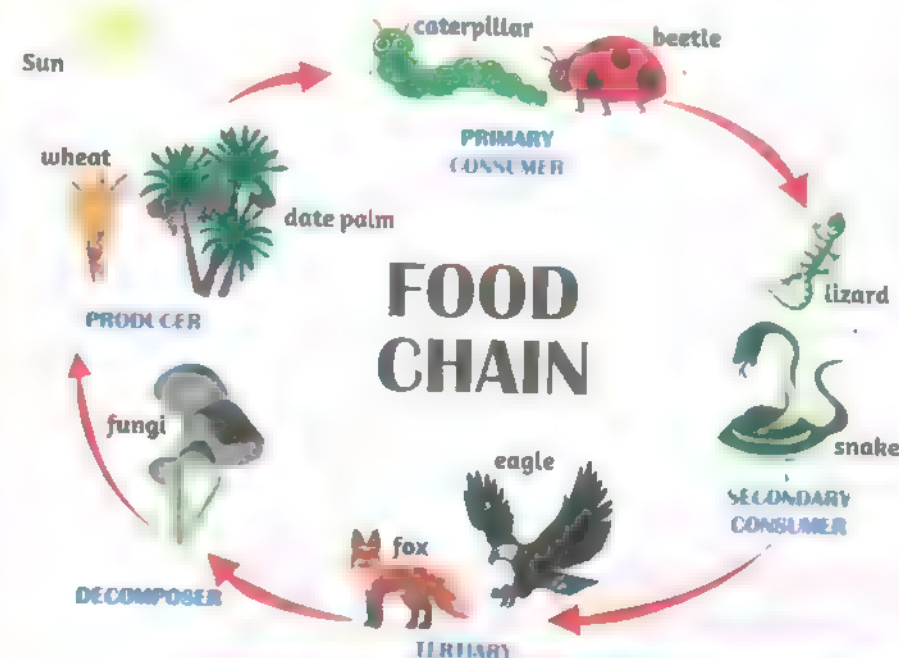 Sun
caterpillar
beetle
PRIMARY
CONSUMER
wheat
date palm
PRODUCER
FOOD
CHAIN
lizard
snake
SECONDARY
CONSUMER
fungi
eagle
fox
DECOMPOSER
TERTIARY